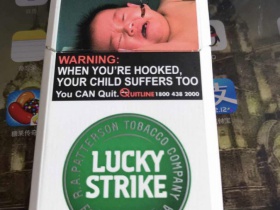 WARNING:
WHEN YOU'RE HOOKED,
YOUR CHILD SUFFERS TOO
You CAN Quit. QUITLINE 1800 438 2000
R.A. PATTERSON TOBACCO COMPANY
LUCKY
STRIKE